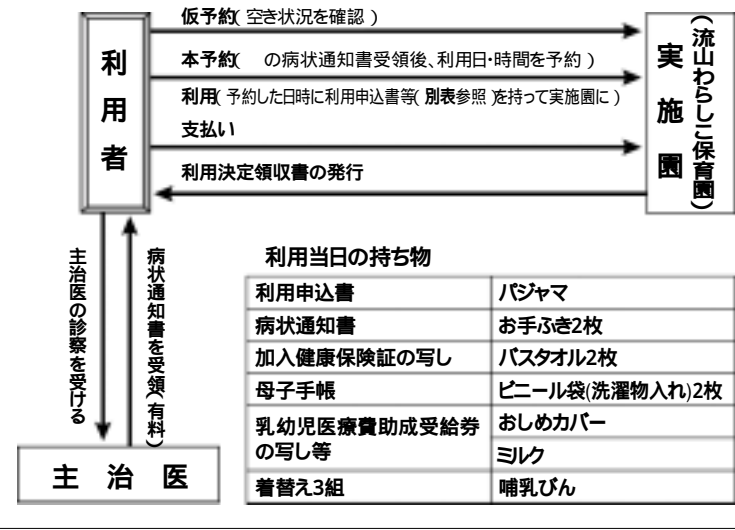 仮予約(空き状況を確認)
本予約( の病状通知書受領後、利用日・時間を予約)
利用(予約した日時に利用申込書等(別表参照)を持って実施園に)
支払い
利用決定領収書の発行
利用者
実施園
(流山わらしこ保育園)
主治医の診察を受ける
病状通知書を受領(有料)
主治医
利用当日の持ち物
利用申込書
パジャマ
病状通知書
お手ふき2枚
加入健康保険証の写し
バスタオル2枚
母子手帳
ビニール袋(洗濯物入れ)2枚
乳幼児医療費助成受給券
の写し等
おしめカバー
ミルク
着替え3組
哺乳びん